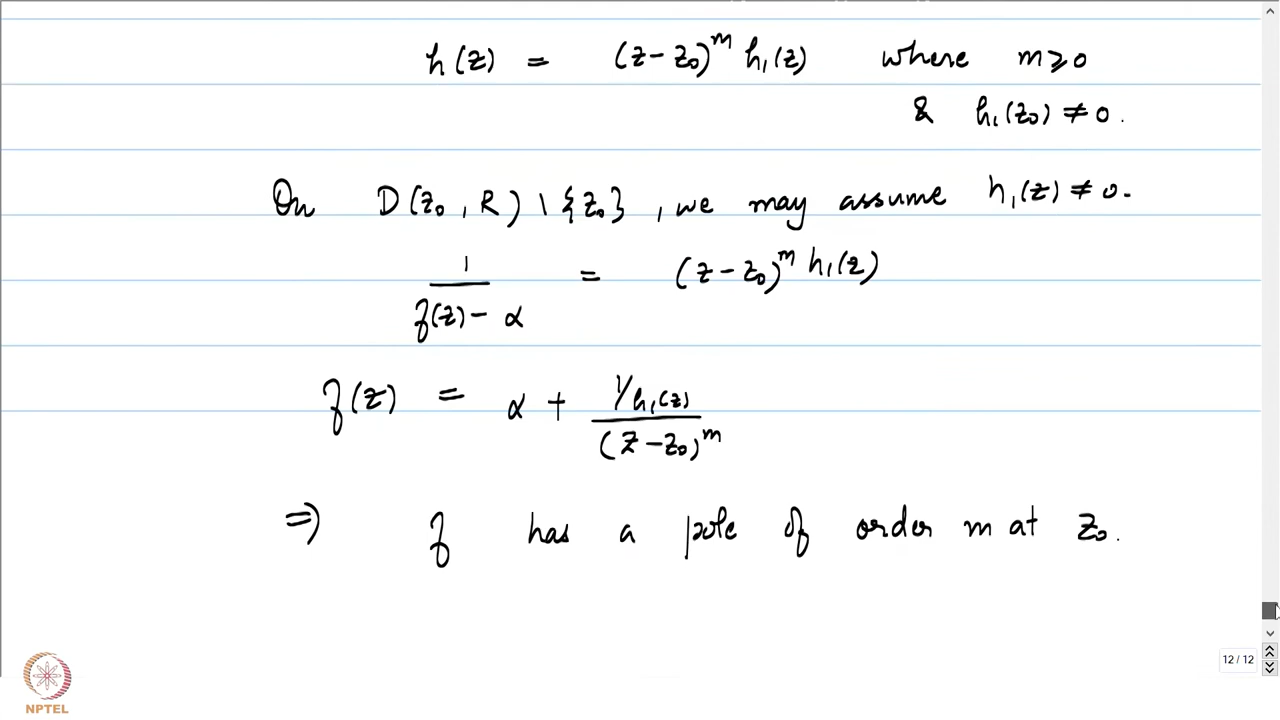 h(z) = (z-z₀)ᵐ h₁(z) where m ≥ 0
& h₁(z₀) ≠ 0.
On D(z₀, R) \ {z₀}, we may assume h₁(z) ≠ 0.
1/(f(z) - α) = (z-z₀)ᵐ h₁(z)
f(z) = α + (1/h₁(z))/(z-z₀)ᵐ
⇒ f has a pole of order m at z₀.
12 / 12
NPTEL